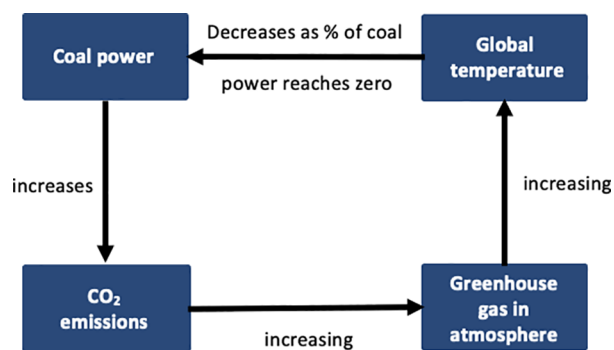 Coal power
Decreases as % of coal
power reaches zero
Global
temperature
increases
increasing
CO₂
emissions
increasing
Greenhouse
gas in
atmosphere